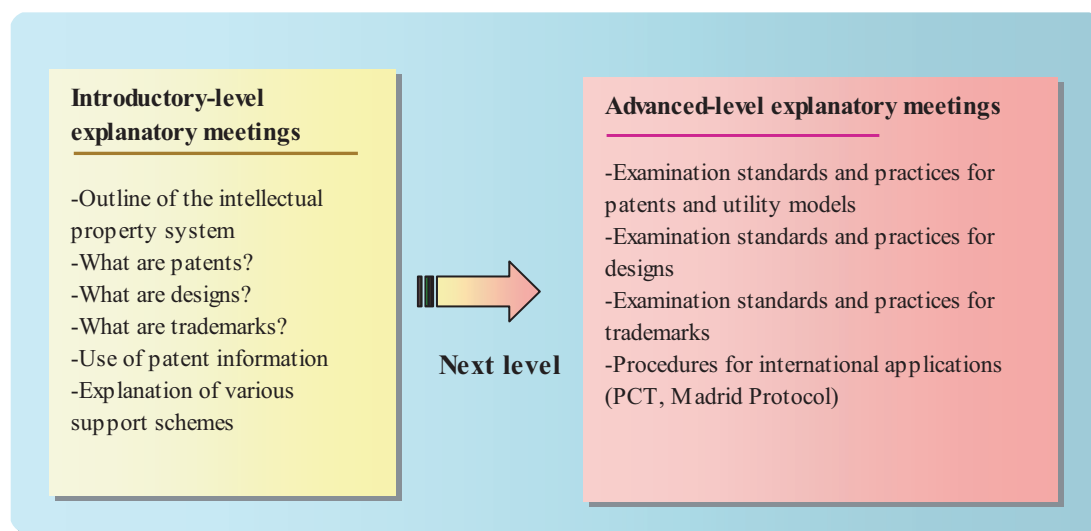 Introductory-level
explanatory meetings
-Outline of the intellectual
property system
-What are patents?
-What are designs?
-What are trademarks?
-Use of patent information
-Explanation of various
support schemes
Next level
Advanced-level explanatory meetings
-Examination standards and practices for
patents and utility models
-Examination standards and practices for
designs
-Examination standards and practices for
trademarks
-Procedures for international applications
(PCT, Madrid Protocol)